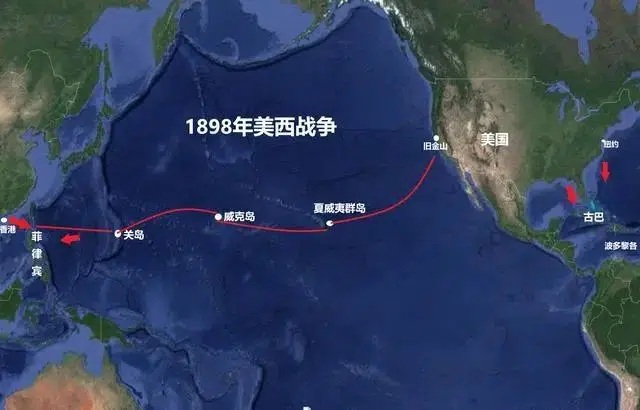 1898年美西战争
旧金山
美国
纽约
夏威夷群岛
威克岛
古巴
香港
菲律宾
关岛
波多黎各